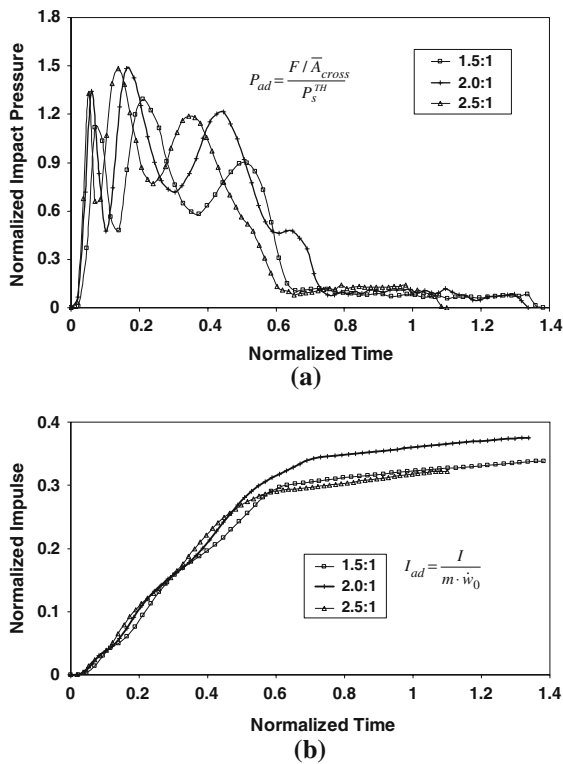 (a)
1.8
1.5
1.2
0.9
0.6
0.3
0
Normalized Impact Pressure
P_ad = (F / A̅_cross) / P_s^TH
1.5:1
2.0:1
2.5:1
0 0.2 0.4 0.6 0.8 1 1.2 1.4
Normalized Time
(a)
0.4
0.3
0.2
0.1
0
Normalized Impulse
1.5:1
2.0:1
2.5:1
I_ad = I / (m · ẇ_0)
0 0.2 0.4 0.6 0.8 1 1.2 1.4
Normalized Time
(b)